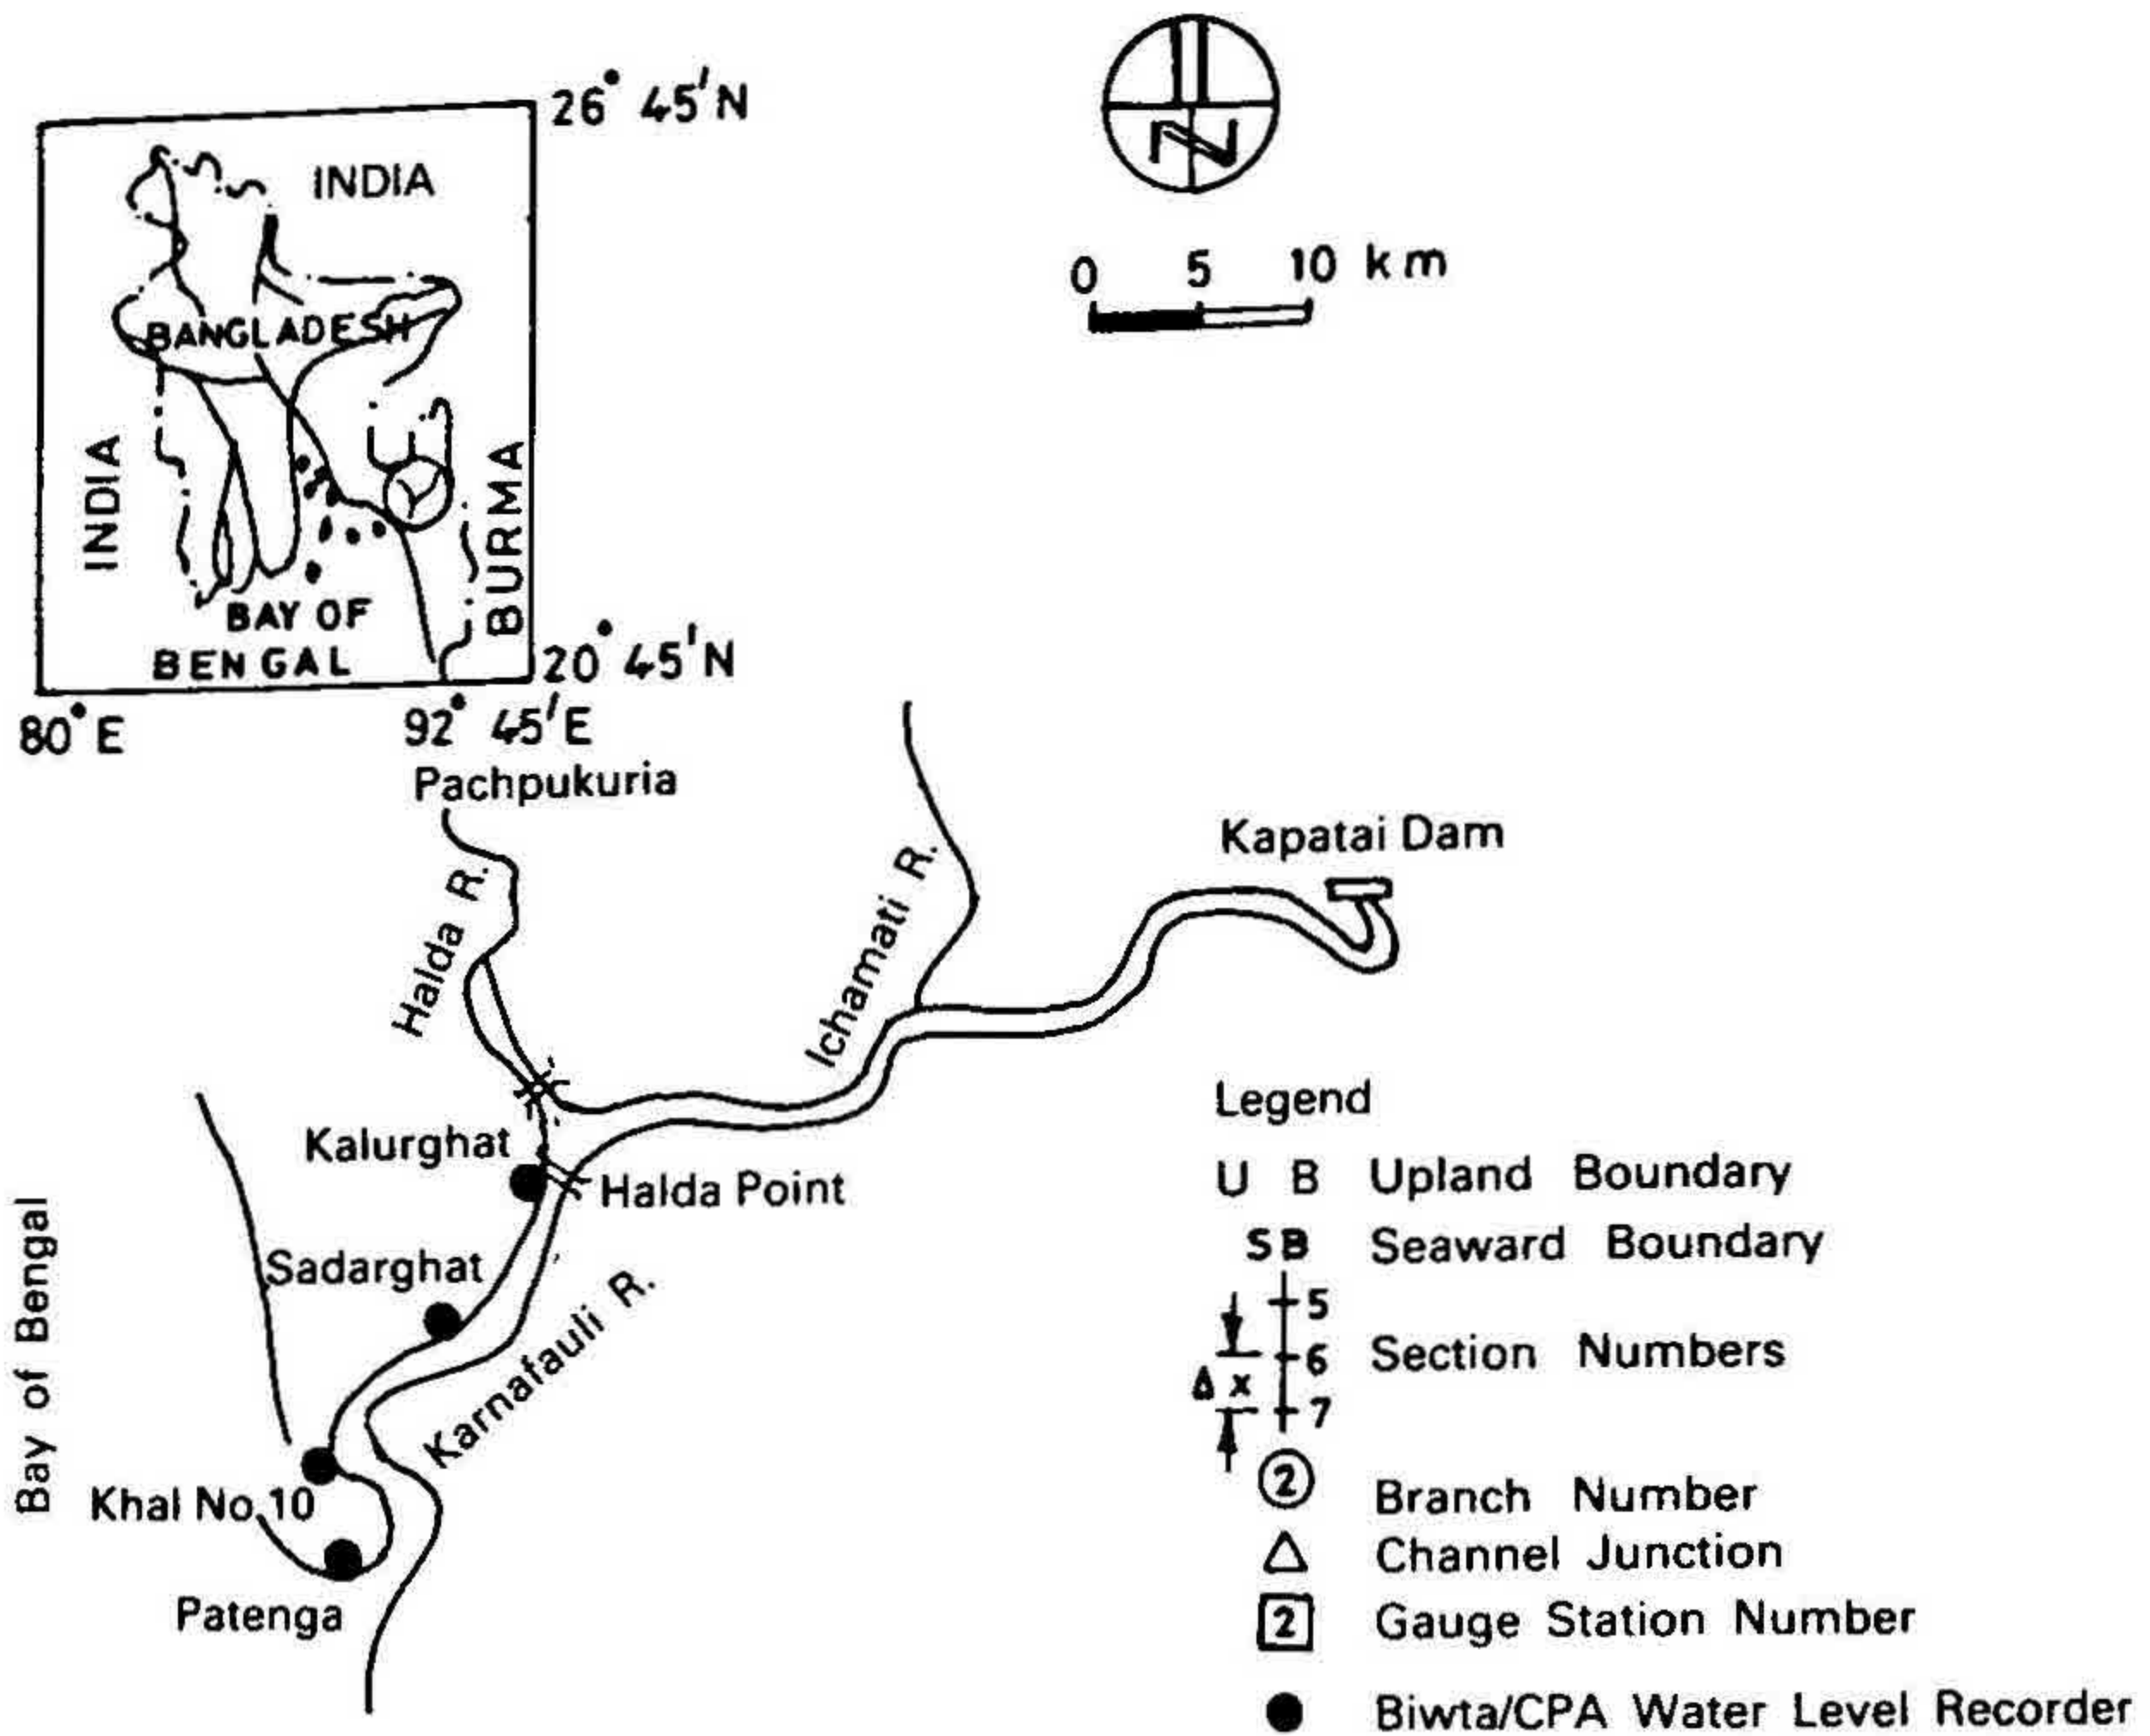 26° 45'N
INDIA
BANGLADESH
INDIA
BURMA
BAY OF
BENGAL
20° 45'N
80°E
92° 45'E
N
0 5 10 km
Pachpukuria
Halda R.
Ichamati R.
Kapatai Dam
Kalurghat
Halda Point
Sadarghat
Karnafauli R.
Bay of Bengal
Khal No.10
Patenga
Legend
U B Upland Boundary
S B Seaward Boundary
5
6 Section Numbers
Δ x
7
2 Branch Number
Channel Junction
2 Gauge Station Number
Biwta/CPA Water Level Recorder